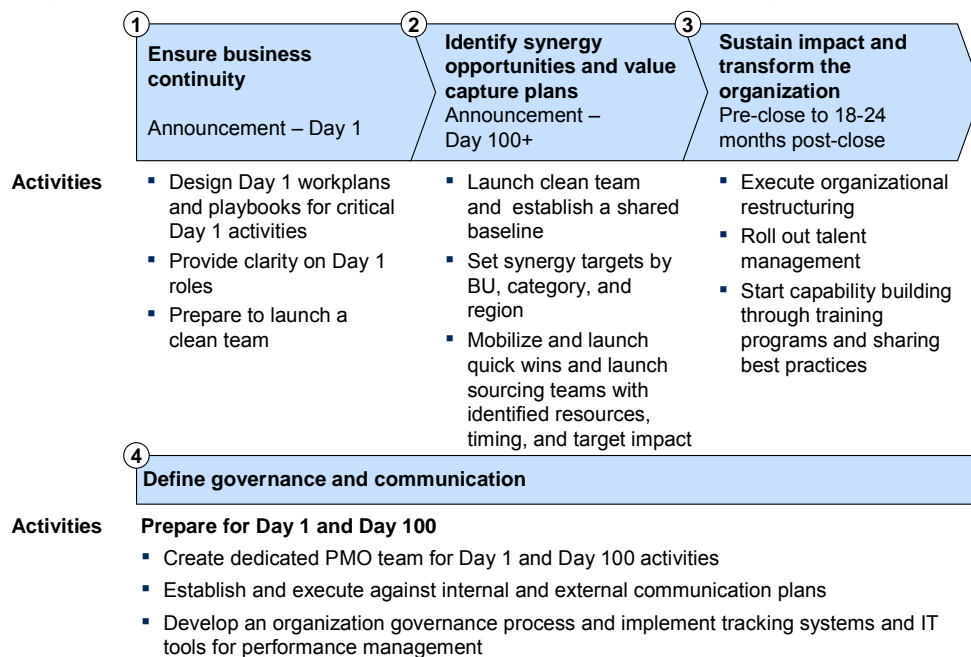 1
Ensure business
continuity
Announcement – Day 1
2
Identify synergy
opportunities and value
capture plans
Announcement –
Day 100+
3
Sustain impact and
transform the
organization
Pre-close to 18-24
months post-close
Activities
▪ Design Day 1 workplans
and playbooks for critical
Day 1 activities
▪ Provide clarity on Day 1
roles
▪ Prepare to launch a
clean team
▪ Launch clean team
and establish a shared
baseline
▪ Set synergy targets by
BU, category, and
region
▪ Mobilize and launch
quick wins and launch
sourcing teams with
identified resources,
timing, and target impact
▪ Execute organizational
restructuring
▪ Roll out talent
management
▪ Start capability building
through training
programs and sharing
best practices
4
Define governance and communication
Activities
Prepare for Day 1 and Day 100
▪ Create dedicated PMO team for Day 1 and Day 100 activities
▪ Establish and execute against internal and external communication plans
▪ Develop an organization governance process and implement tracking systems and IT
tools for performance management